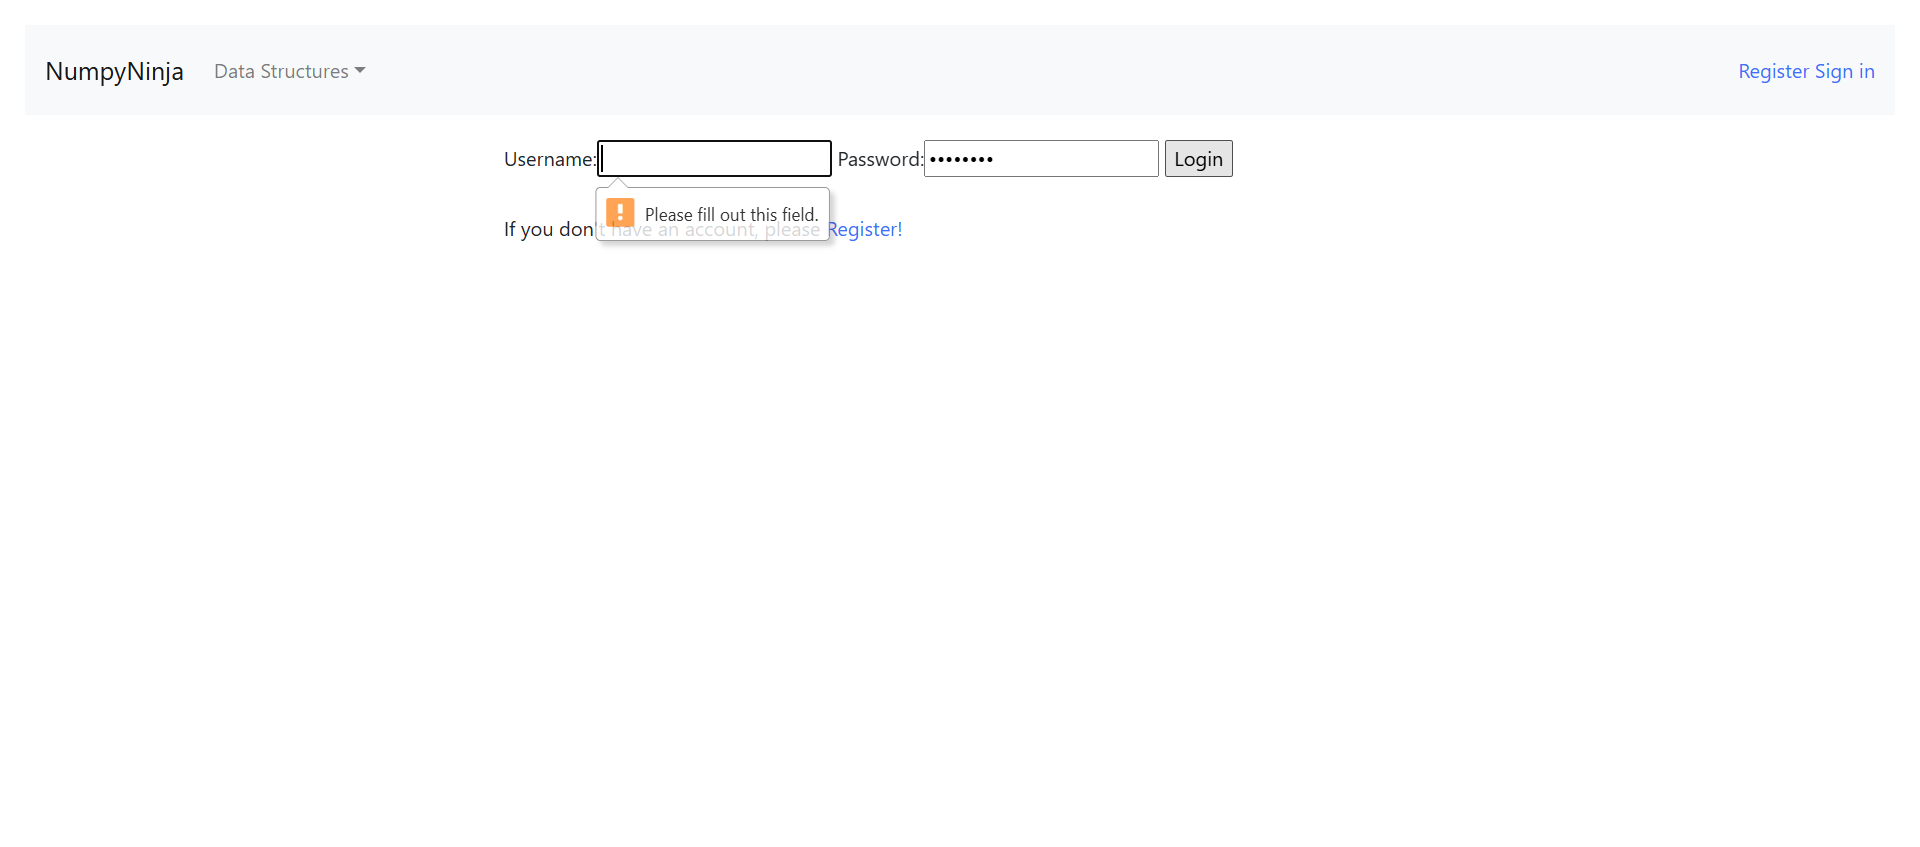 NumpyNinja Data Structures Register Sign in
Username: Password: •••••••• Login
Please fill out this field.
If you don't have an account, please Register!